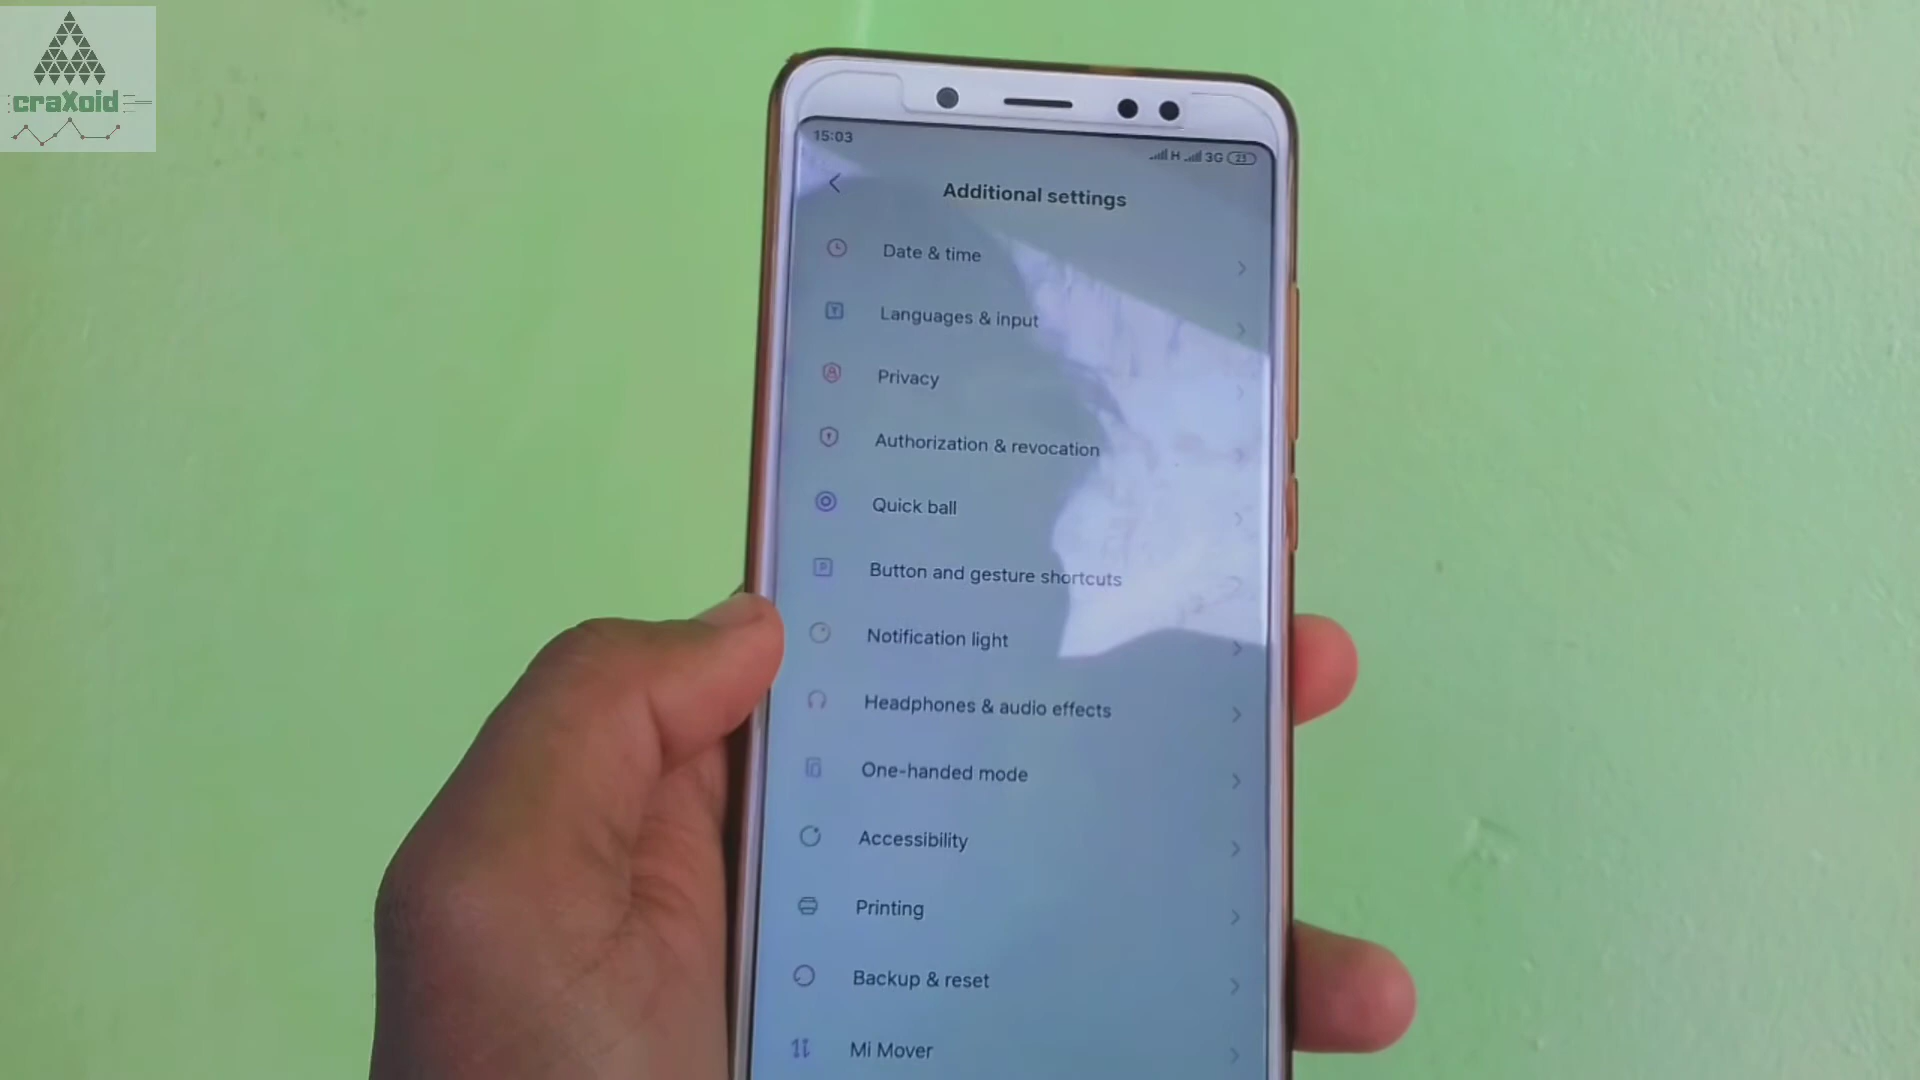 craXoid
15:03
H 3G 23
Additional settings
Date & time
Languages & input
Privacy
Authorization & revocation
Quick ball
Button and gesture shortcuts
Notification light
Headphones & audio effects
One-handed mode
Accessibility
Printing
Backup & reset
Mi Mover